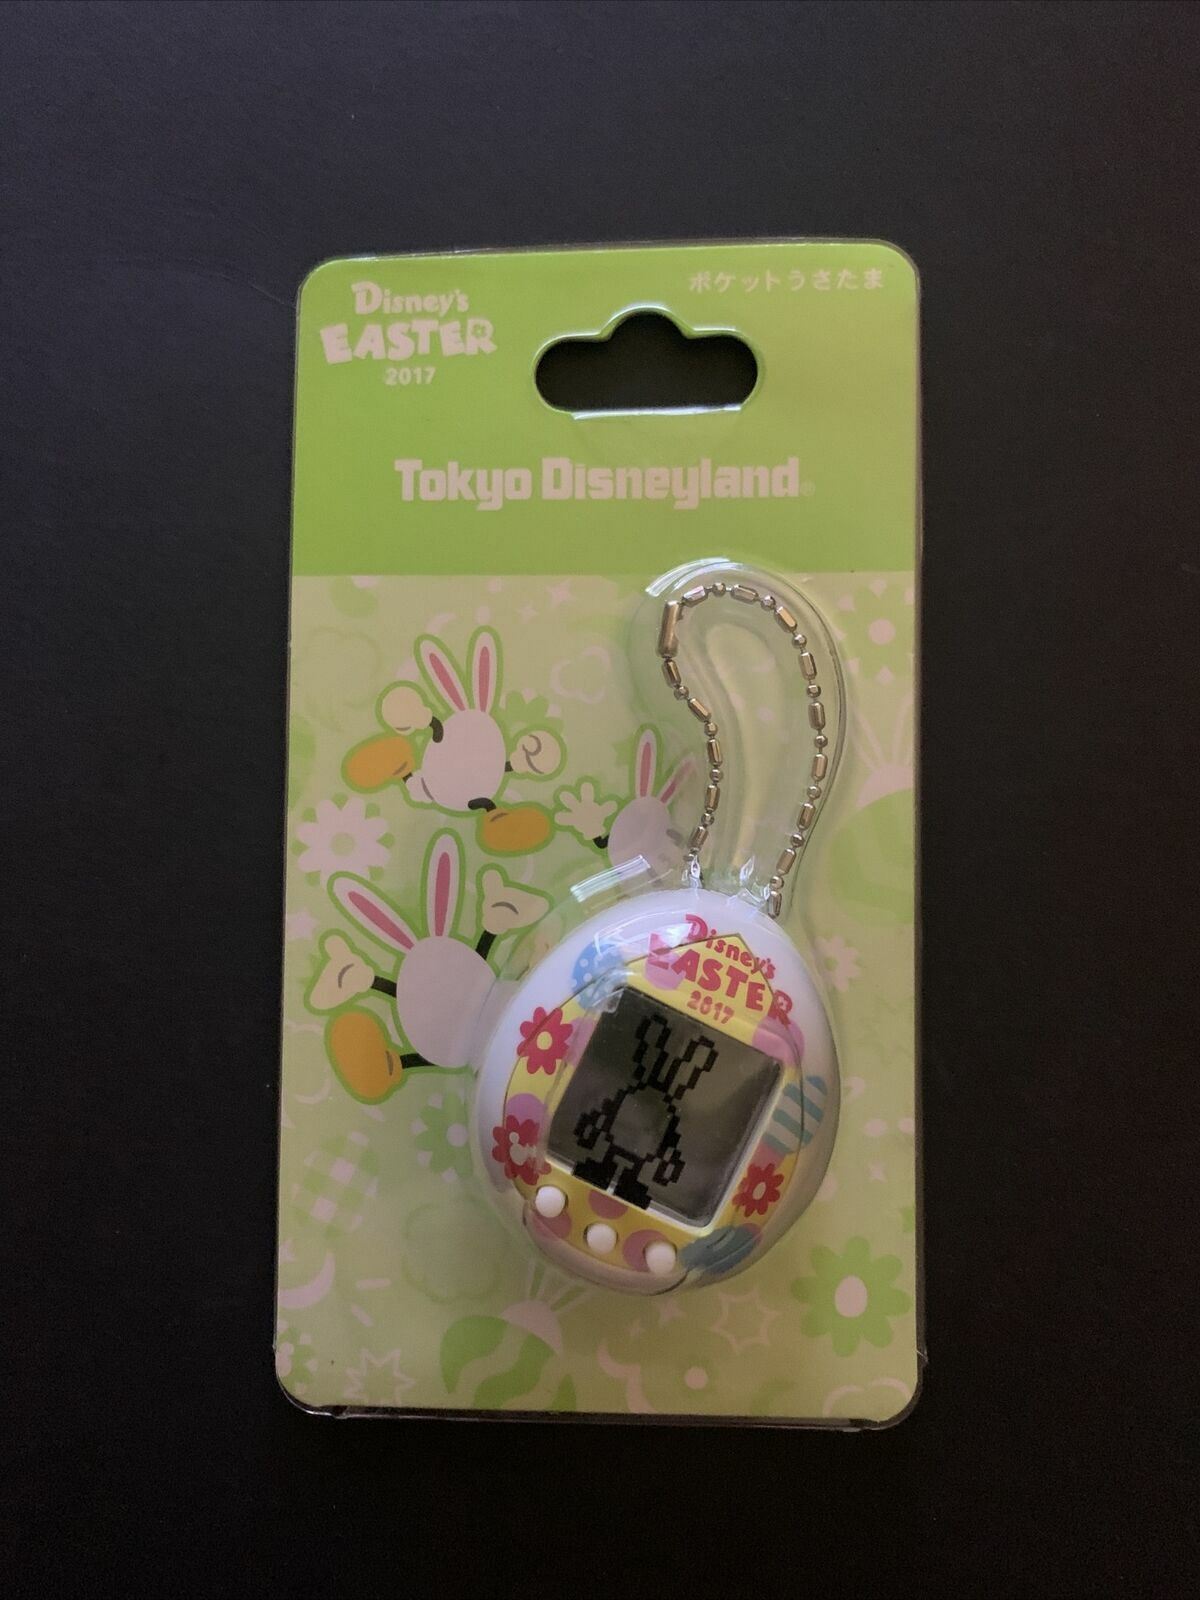 Disney's
EASTER
2017
ポケットうさたま
Tokyo Disneyland®
Disney's
EASTER
2017